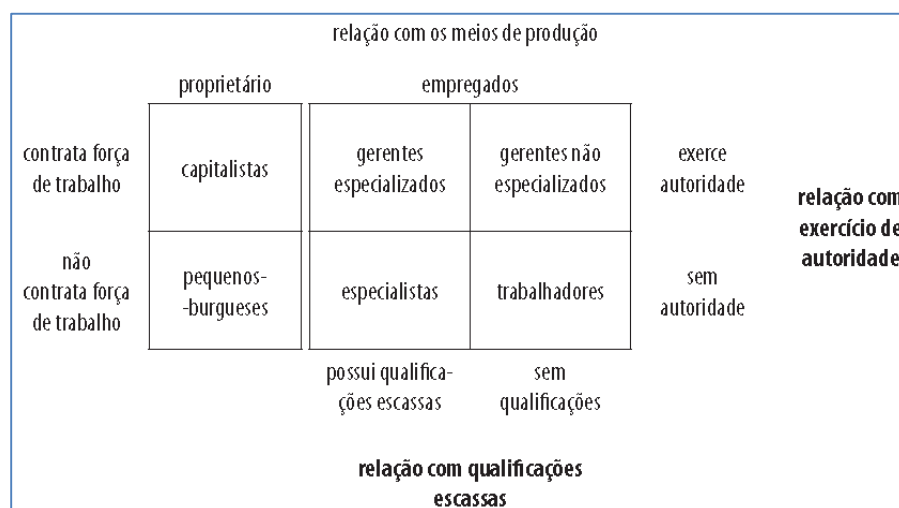 relação com os meios de produção
proprietário
empregados
contrata força
de trabalho
capitalistas
gerentes
especializados
gerentes não
especializados
exerce
autoridade
relação com
exercício de
autoridade
não
contrata força
de trabalho
pequenos-
-burgueses
especialistas
trabalhadores
sem
autoridade
possui qualifica-
ções escassas
sem
qualificações
relação com qualificações
escassas